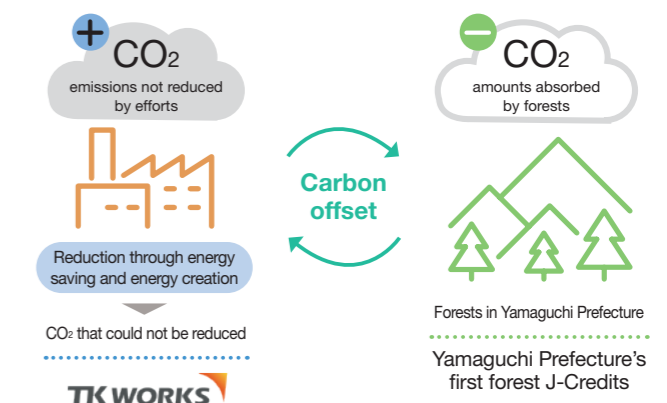 CO2
emissions not reduced
by efforts
Reduction through energy
saving and energy creation
CO2 that could not be reduced
TK WORKS
Carbon
offset
CO2
amounts absorbed
by forests
Forests in Yamaguchi Prefecture
Yamaguchi Prefecture's
first forest J-Credits